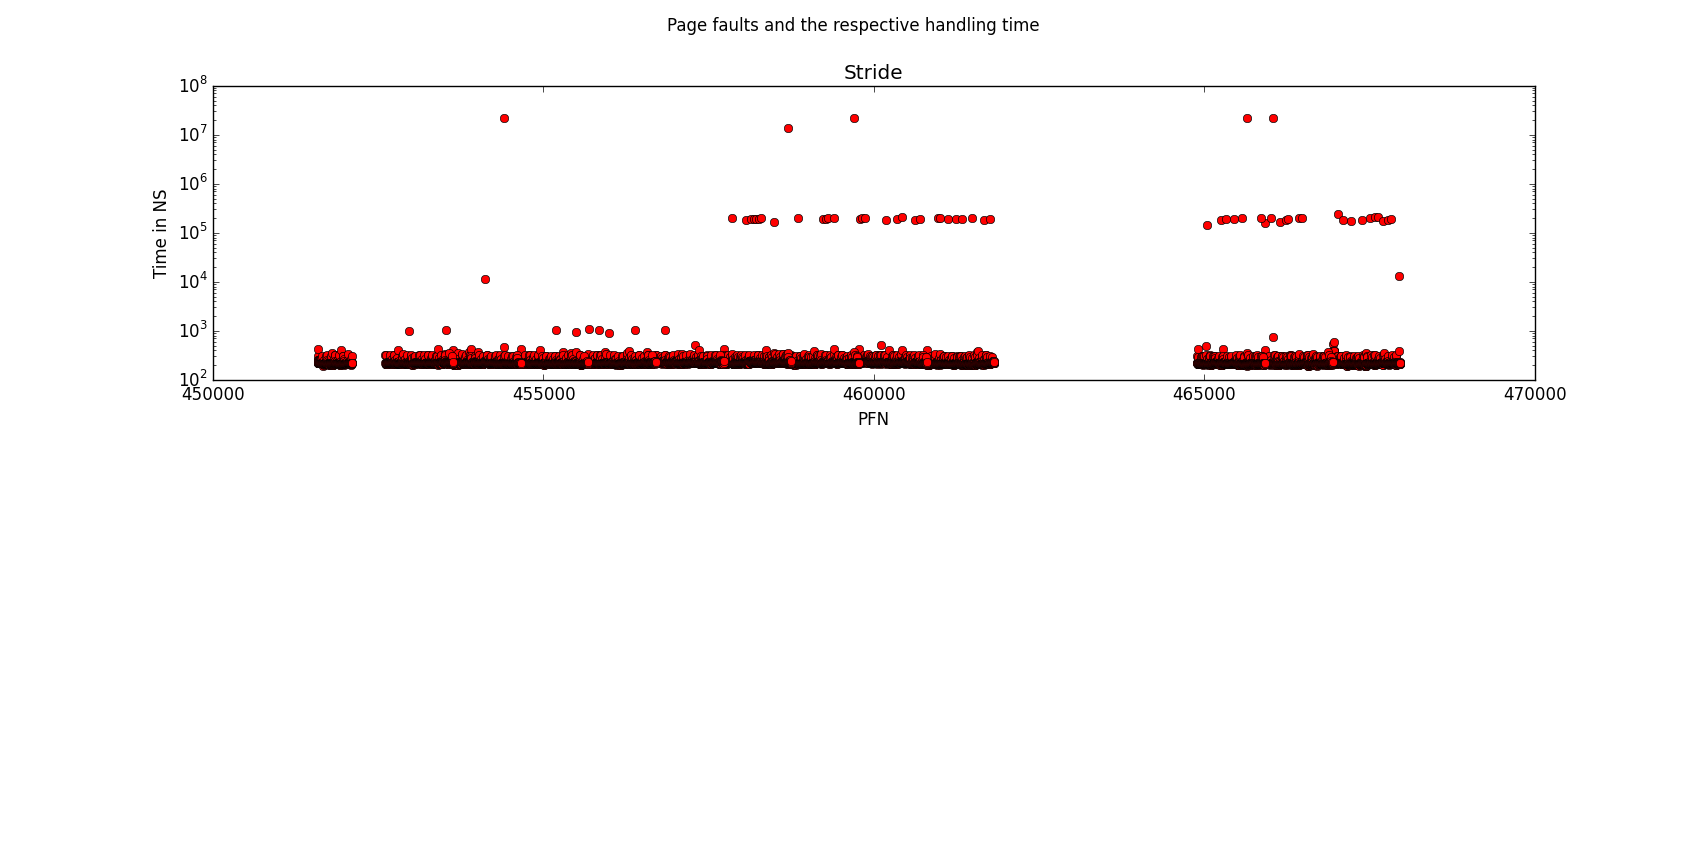 Page faults and the respective handling time
Stride
10^8
10^7
10^6
10^5
10^4
10^3
10^2
Time in NS
450000 455000 460000 465000 470000
PFN